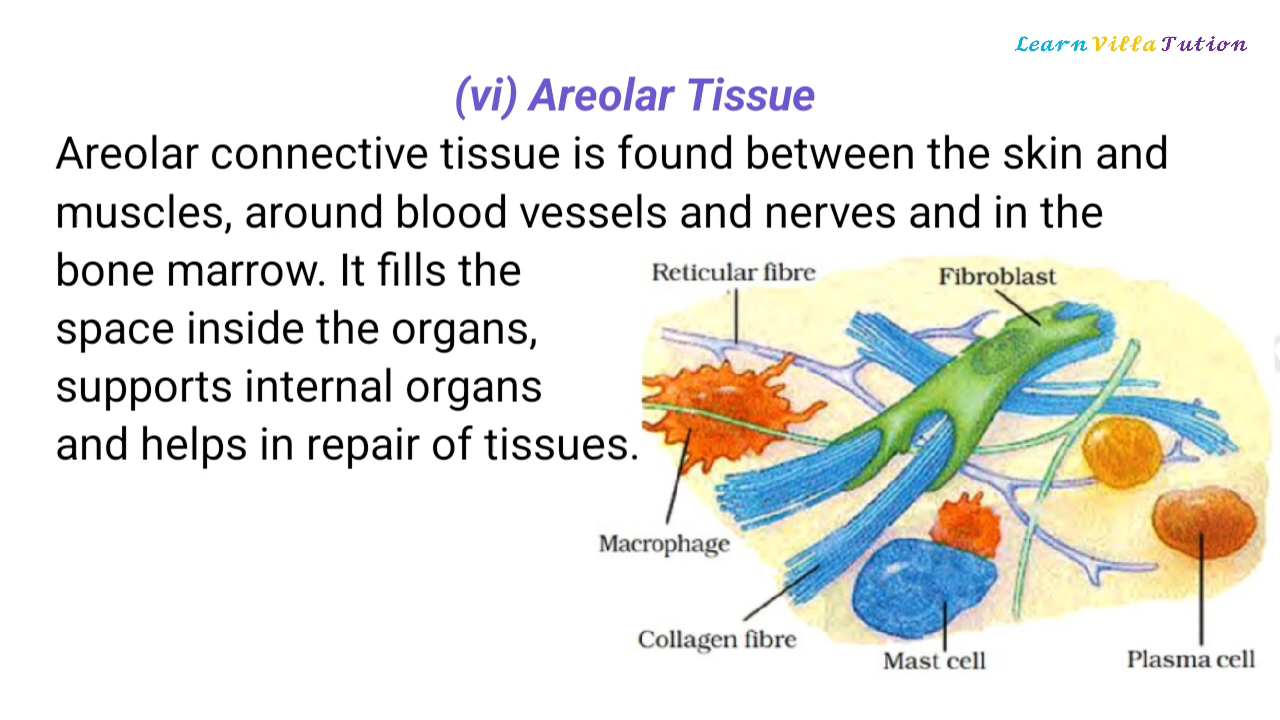 Learn Villa Tution
(vi) Areolar Tissue
Areolar connective tissue is found between the skin and
muscles, around blood vessels and nerves and in the
bone marrow. It fills the
space inside the organs,
supports internal organs
and helps in repair of tissues.
Reticular fibre
Fibroblast
Macrophage
Collagen fibre
Mast cell
Plasma cell